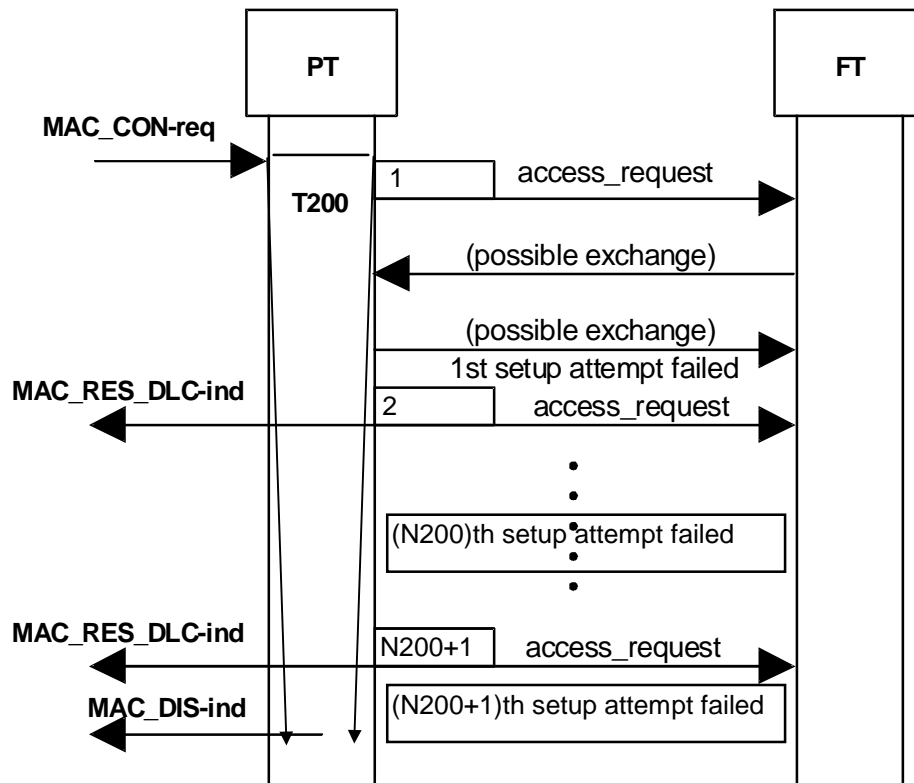 PT
FT
MAC_CON-req
T200
1
access_request
(possible exchange)
(possible exchange)
1st setup attempt failed
MAC_RES_DLC-ind
2
access_request
(N200)th setup attempt failed
MAC_RES_DLC-ind
N200+1
access_request
MAC_DIS-ind
(N200+1)th setup attempt failed